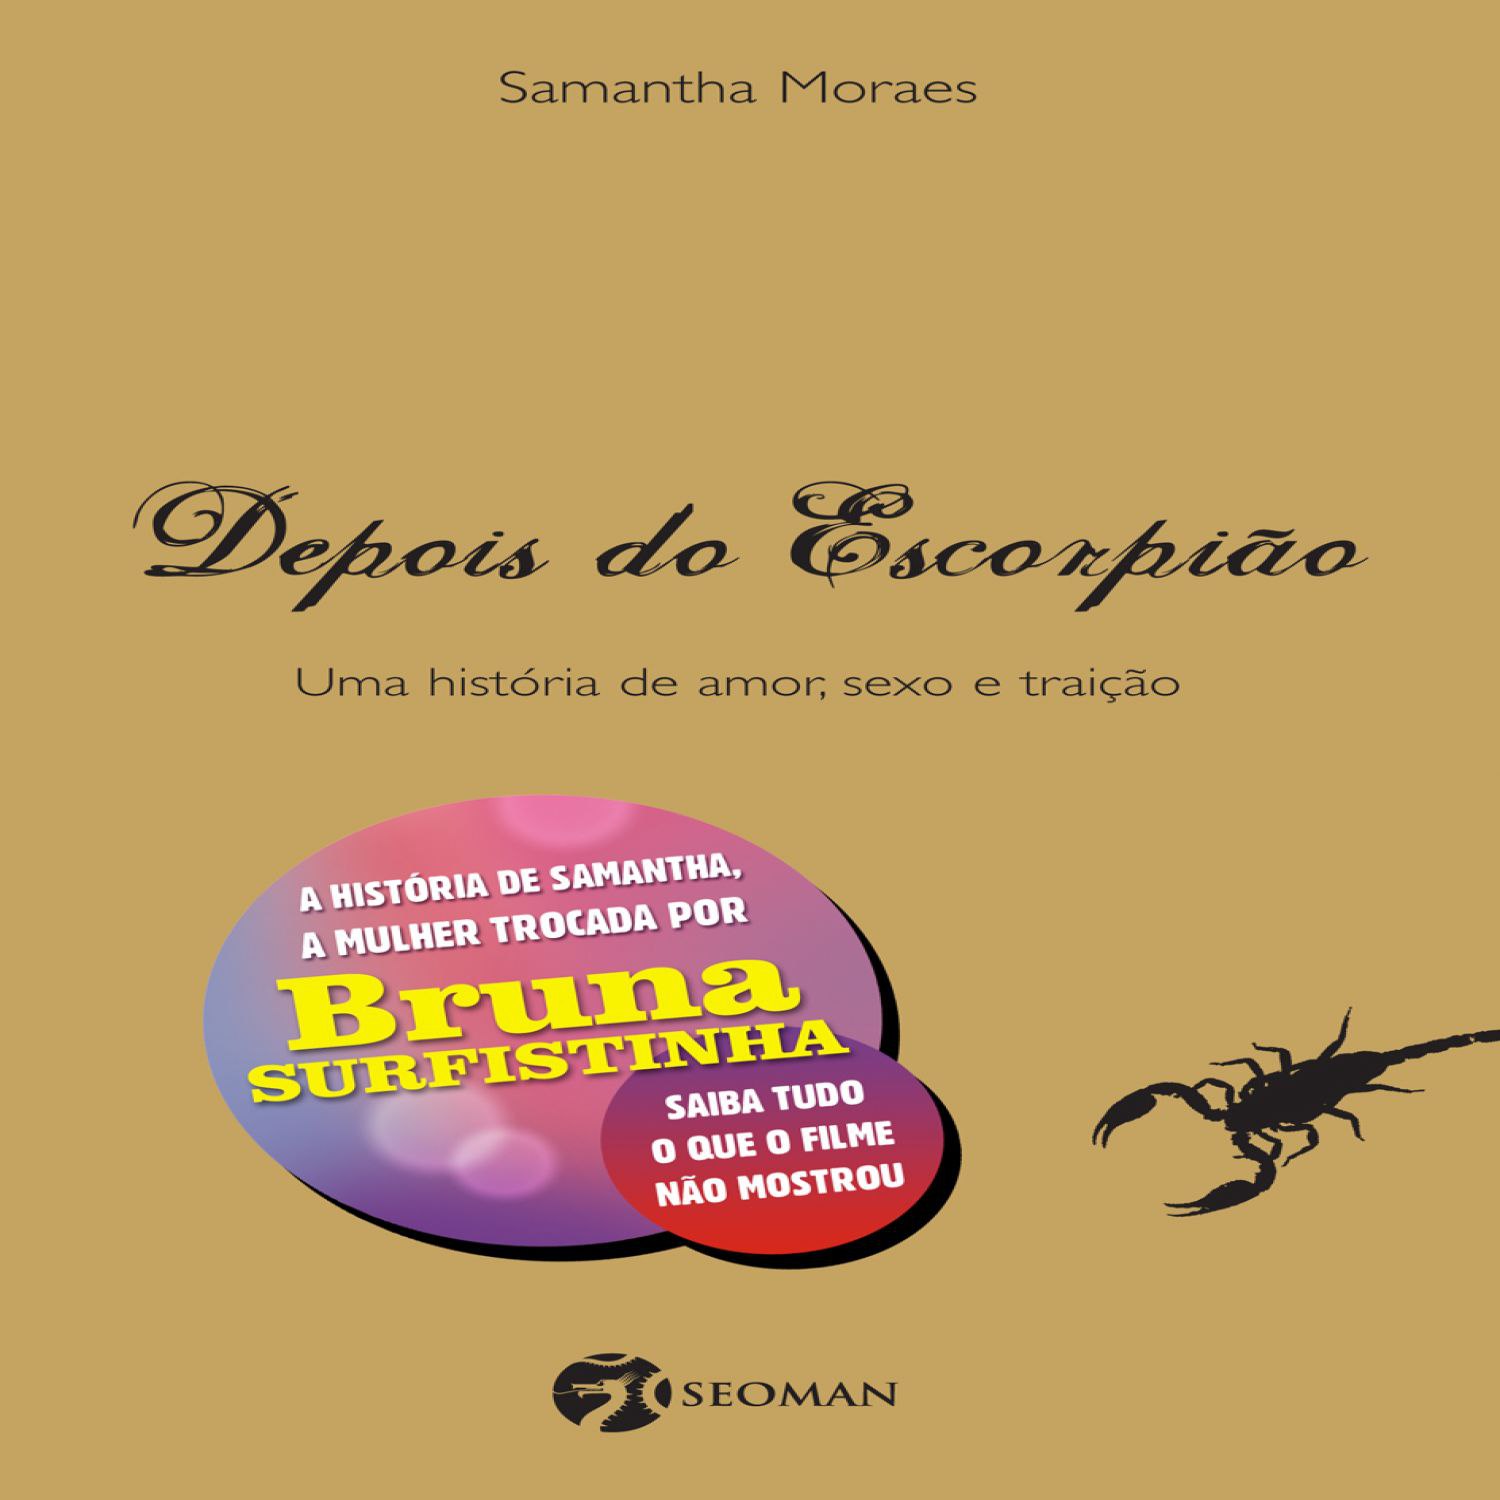 Samantha Moraes
Depois do Escorpião
Uma história de amor, sexo e traição
A HISTÓRIA DE SAMANTHA,
A MULHER TROCADA POR
Bruna
SURFISTINHA
SAIBA TUDO
O QUE O FILME
NÃO MOSTROU
SEOMAN